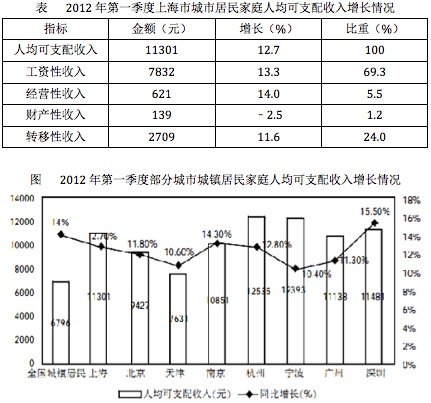 表 2012 年第一季度上海市城市居民家庭人均可支配收入增长情况
指标 金额（元） 增长（%） 比重（%）
人均可支配收入 11301 12.7 100
工资性收入 7832 13.3 69.3
经营性收入 621 14.0 5.5
财产性收入 139 - 2.5 1.2
转移性收入 2709 11.6 24.0
图 2012 年第一季度部分城市城镇居民家庭人均可支配收入增长情况
14000 18%
12000 16%
10000 14%
8000 12%
6000 10%
4000 8%
2000 6%
0 4%
2%
0%
14% 2.70% 11.80% 10.60% 14.30% 12.80% 10.40% 11.30% 15.50%
6796 11301 9427 7631 10851 12535 12393 11138 11481
全国城镇居民 上海 北京 天津 南京 杭州 宁波 广州 深圳
人均可支配收入(元) 同比增长(%)